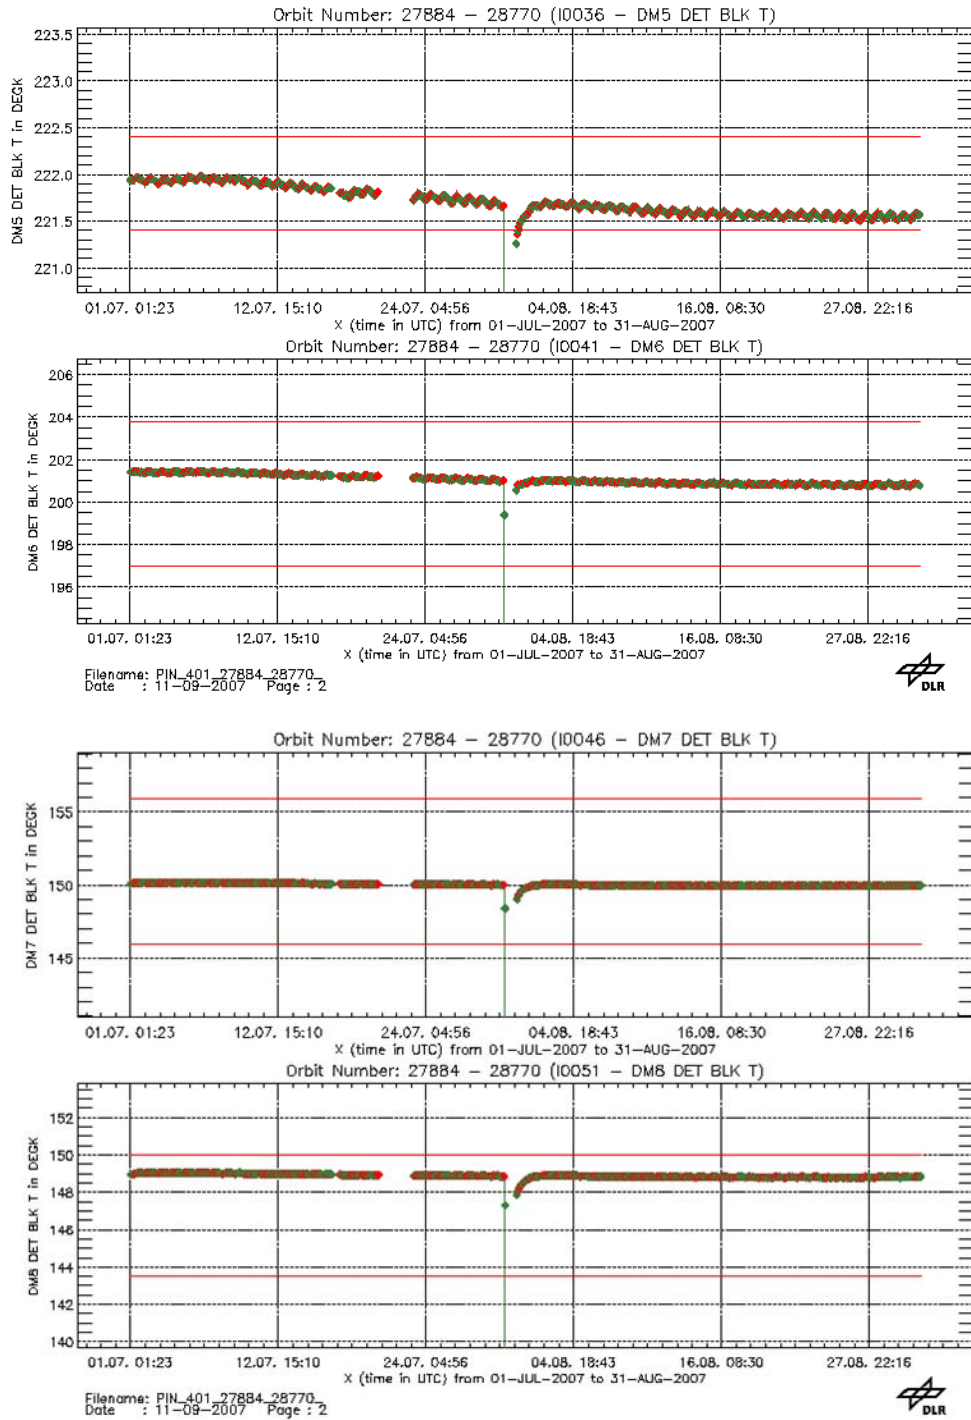 Orbit Number: 27884 – 28770 (I0036 – DM5 DET BLK T)
DM5 DET BLK T in DEGK
223.5
223.0
222.5
222.0
221.5
221.0
01.07. 01:23 12.07. 15:10 24.07. 04:56 04.08. 18:43 16.08. 08:30 27.08. 22:16
X (time in UTC) from 01–JUL–2007 to 31–AUG–2007
Orbit Number: 27884 – 28770 (I0041 – DM6 DET BLK T)
DM6 DET BLK T in DEGK
206
204
202
200
198
196
01.07. 01:23 12.07. 15:10 24.07. 04:56 04.08. 18:43 16.08. 08:30 27.08. 22:16
X (time in UTC) from 01–JUL–2007 to 31–AUG–2007
Filename: PIN_401_27884_28770_
Date : 11–09–2007 Page : 2
DLR
Orbit Number: 27884 – 28770 (I0046 – DM7 DET BLK T)
DM7 DET BLK T in DEGK
155
150
145
01.07. 01:23 12.07. 15:10 24.07. 04:56 04.08. 18:43 16.08. 08:30 27.08. 22:16
X (time in UTC) from 01–JUL–2007 to 31–AUG–2007
Orbit Number: 27884 – 28770 (I0051 – DM8 DET BLK T)
DM8 DET BLK T in DEGK
152
150
148
146
144
142
140
01.07. 01:23 12.07. 15:10 24.07. 04:56 04.08. 18:43 16.08. 08:30 27.08. 22:16
X (time in UTC) from 01–JUL–2007 to 31–AUG–2007
Filename: PIN_401_27884_28770_
Date : 11–09–2007 Page : 2
DLR